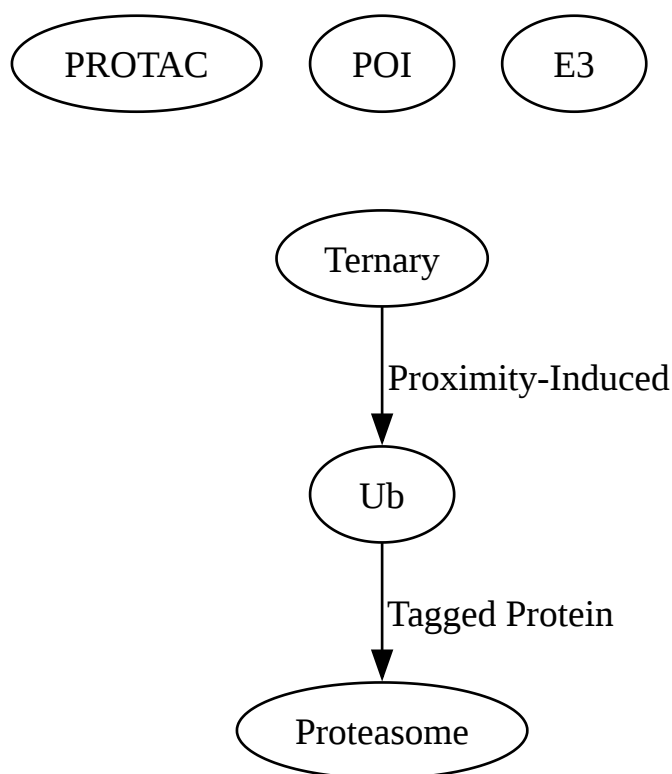 PROTAC POI E3
Ternary
Proximity-Induced
Ub
Tagged Protein
Proteasome